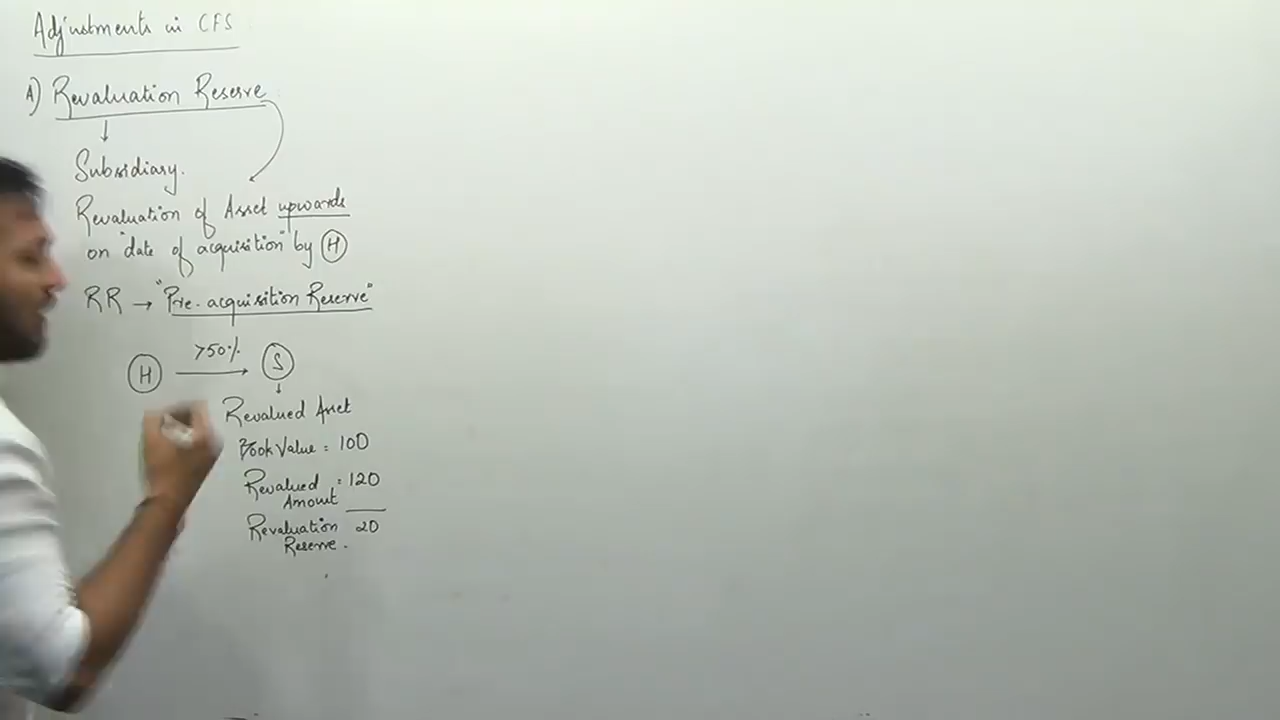 Adjustments in CFS
A) Revaluation Reserve
Subsidiary.
Revaluation of Asset upwards
on "date of acquisition" by H
RR → "Pre-acquisition Reserve"
>50%
H → S
Revalued Asset
Book Value = 100
Revalued Amount = 120
Revaluation Reserve. 20